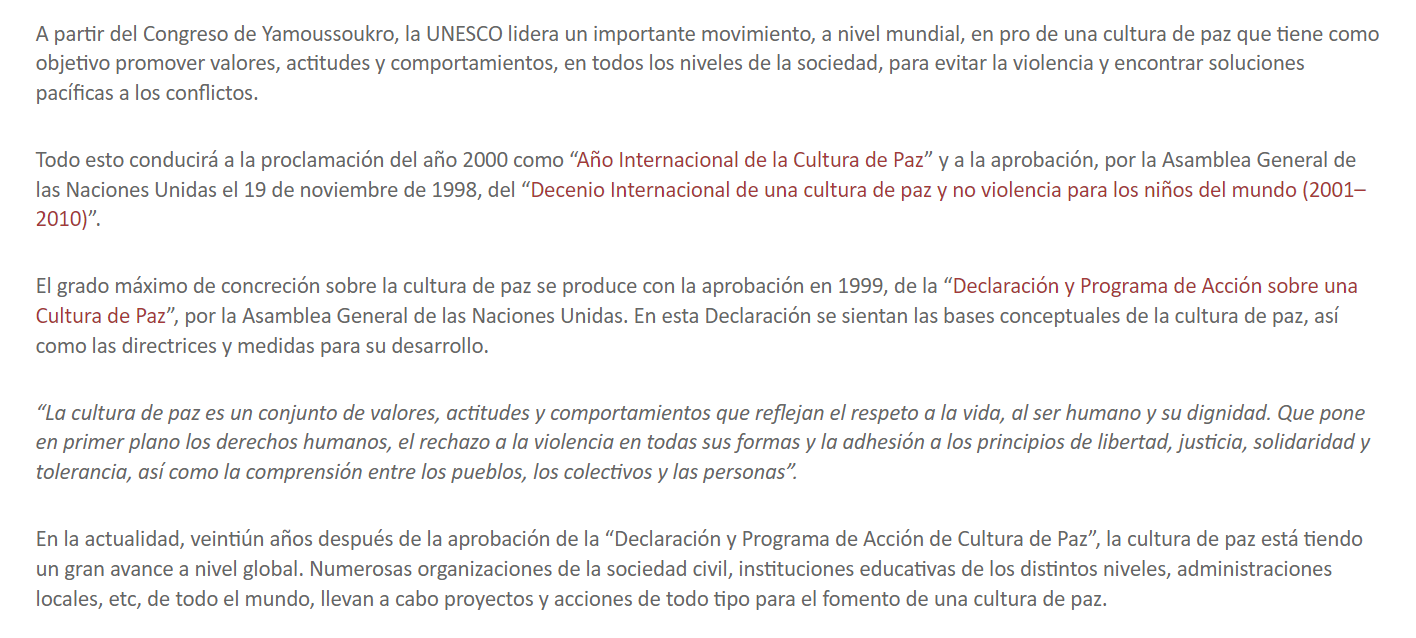 A partir del Congreso de Yamoussoukro, la UNESCO lidera un importante movimiento, a nivel mundial, en pro de una cultura de paz que tiene como
objetivo promover valores, actitudes y comportamientos, en todos los niveles de la sociedad, para evitar la violencia y encontrar soluciones
pacíficas a los conflictos.
Todo esto conducirá a la proclamación del año 2000 como “Año Internacional de la Cultura de Paz” y a la aprobación, por la Asamblea General de
las Naciones Unidas el 19 de noviembre de 1998, del “Decenio Internacional de una cultura de paz y no violencia para los niños del mundo (2001–
2010)”.
El grado máximo de concreción sobre la cultura de paz se produce con la aprobación en 1999, de la “Declaración y Programa de Acción sobre una
Cultura de Paz”, por la Asamblea General de las Naciones Unidas. En esta Declaración se sientan las bases conceptuales de la cultura de paz, así
como las directrices y medidas para su desarrollo.
“La cultura de paz es un conjunto de valores, actitudes y comportamientos que reflejan el respeto a la vida, al ser humano y su dignidad. Que pone
en primer plano los derechos humanos, el rechazo a la violencia en todas sus formas y la adhesión a los principios de libertad, justicia, solidaridad y
tolerancia, así como la comprensión entre los pueblos, los colectivos y las personas”.
En la actualidad, veintiún años después de la aprobación de la “Declaración y Programa de Acción de Cultura de Paz”, la cultura de paz está tiendo
un gran avance a nivel global. Numerosas organizaciones de la sociedad civil, instituciones educativas de los distintos niveles, administraciones
locales, etc, de todo el mundo, llevan a cabo proyectos y acciones de todo tipo para el fomento de una cultura de paz.